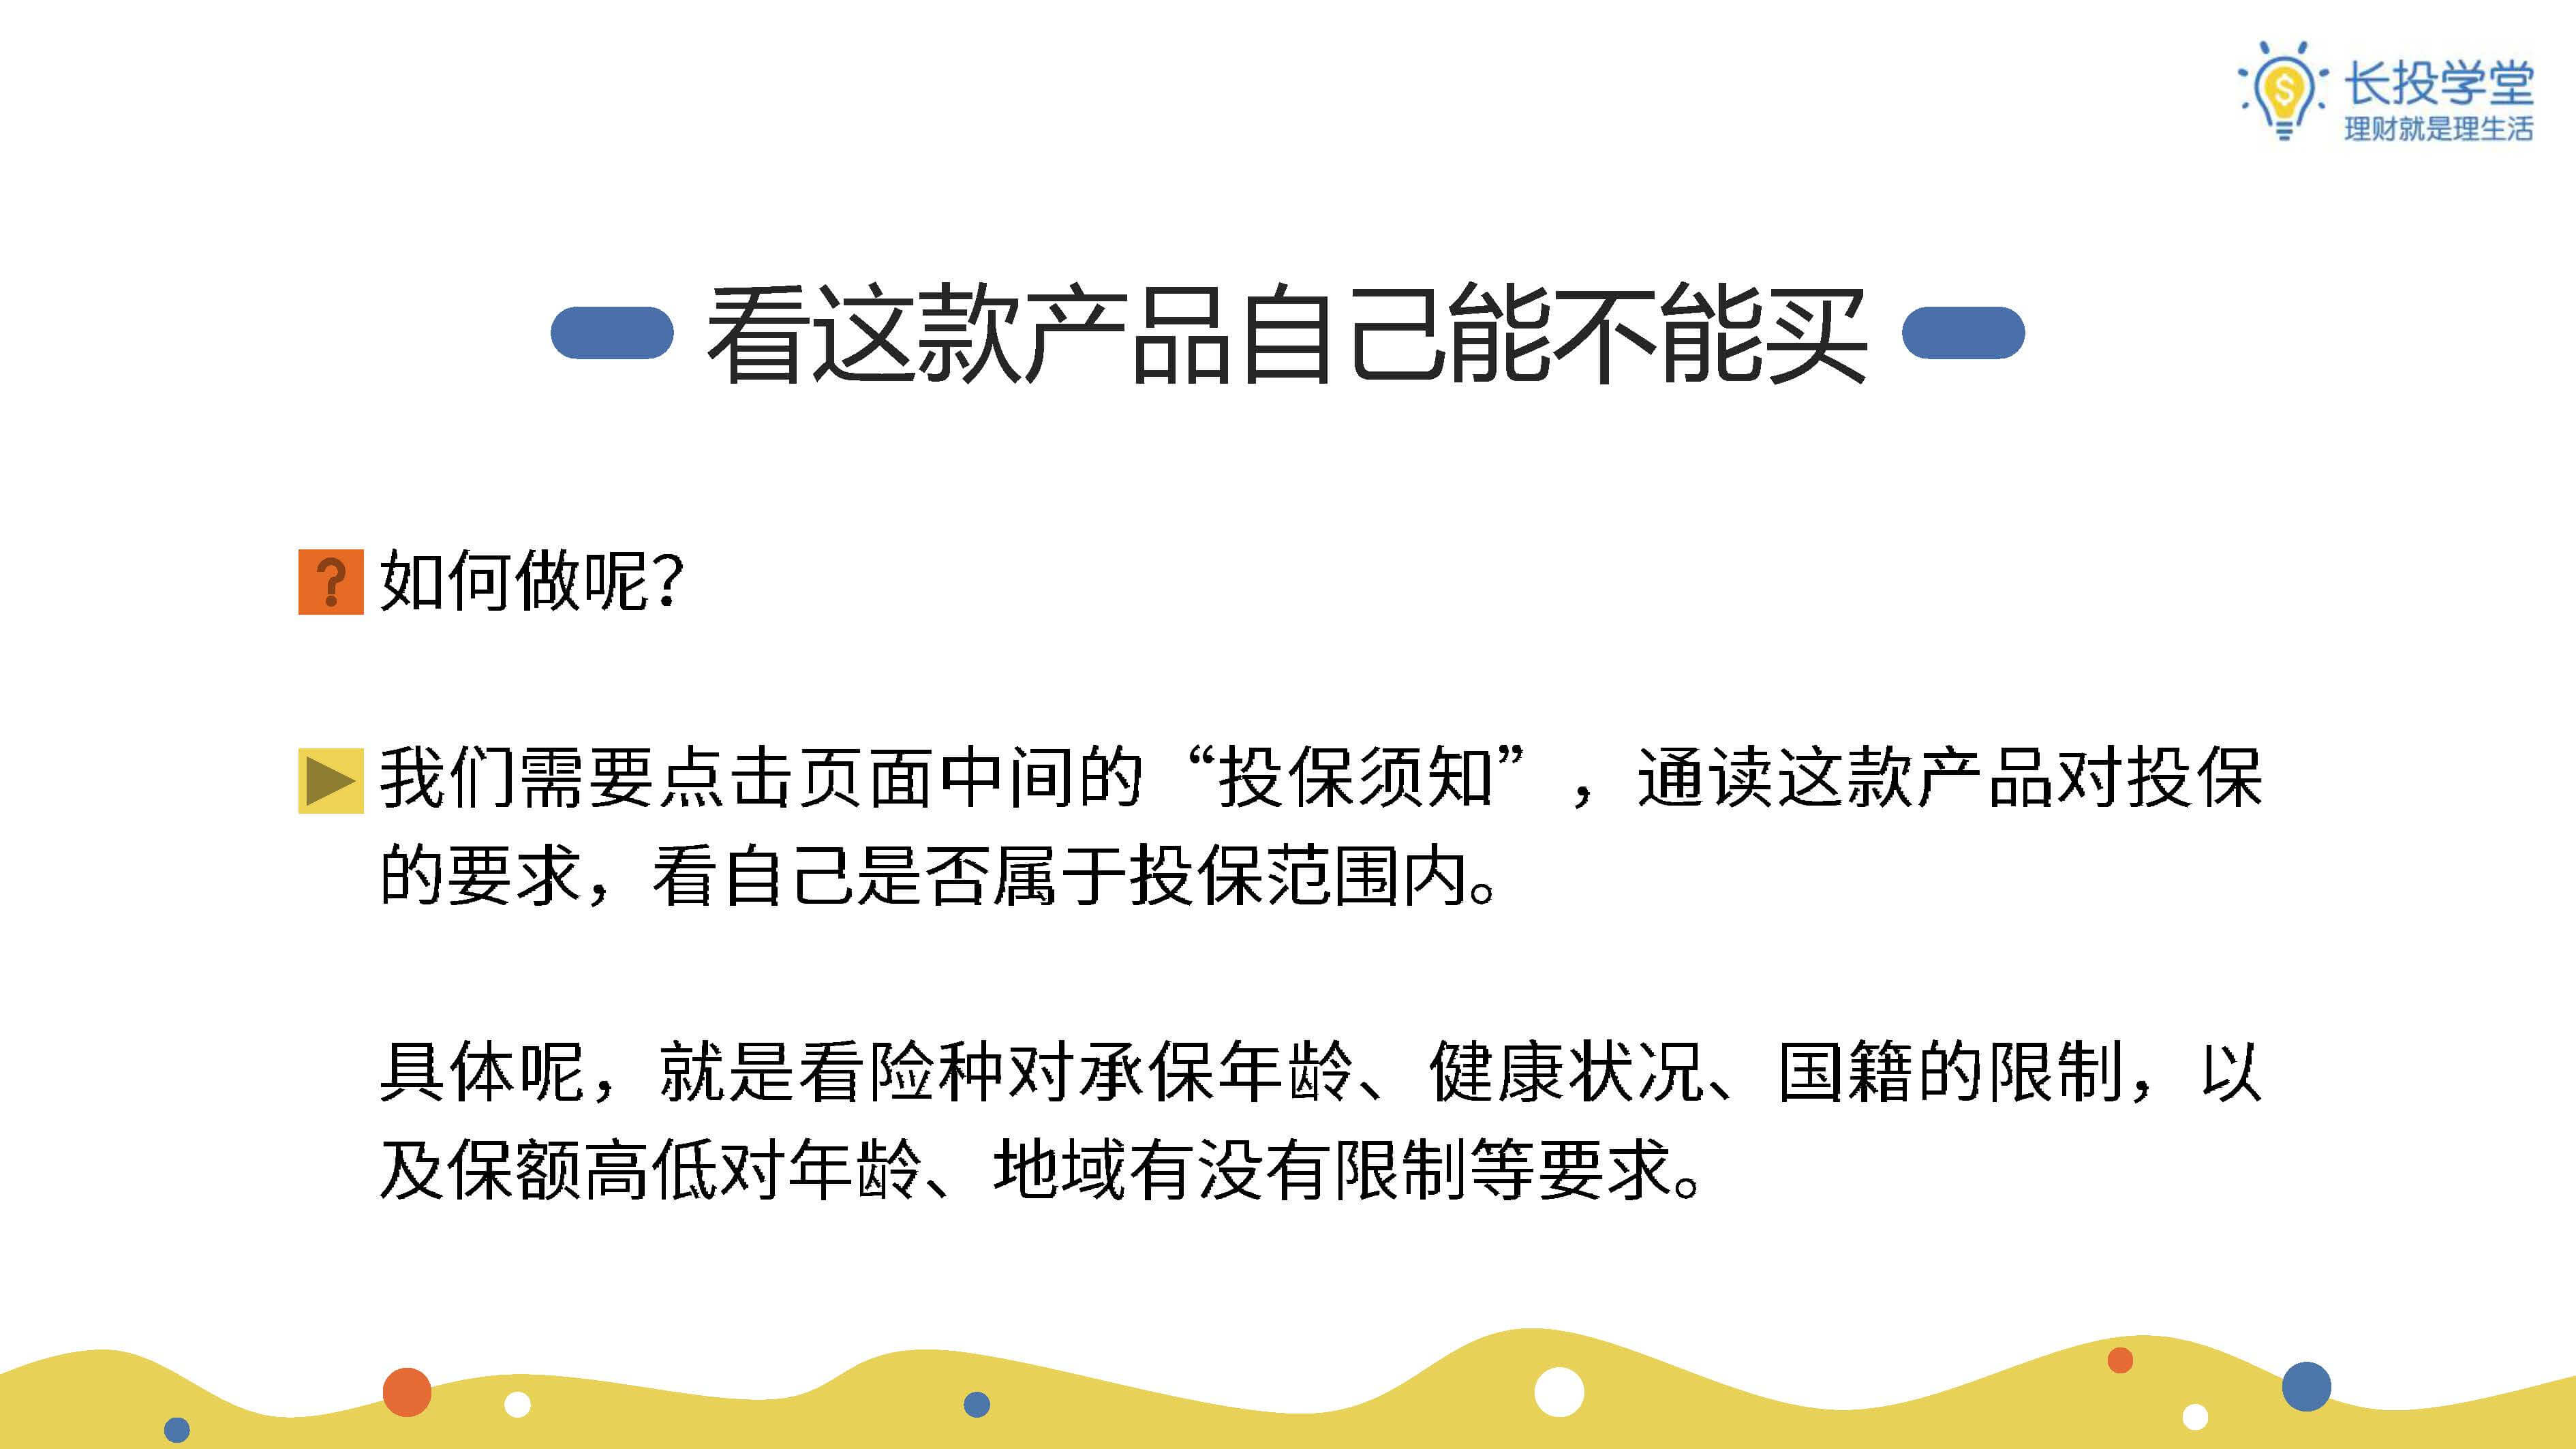 长投学堂
理财就是理生活
看这款产品自己能不能买
?如何做呢?
我们需要点击页面中间的“投保须知”，通读这款产品对投保
的要求，看自己是否属于投保范围内。
具体呢，就是看险种对承保年龄、健康状况、国籍的限制，以
及保额高低对年龄、地域有没有限制等要求。